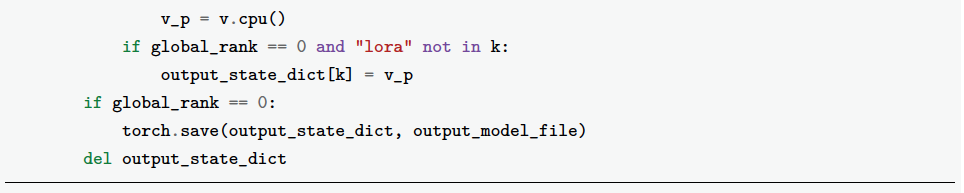 v_p = v.cpu()
if global_rank == 0 and "lora" not in k:
output_state_dict[k] = v_p
if global_rank == 0:
torch.save(output_state_dict, output_model_file)
del output_state_dict